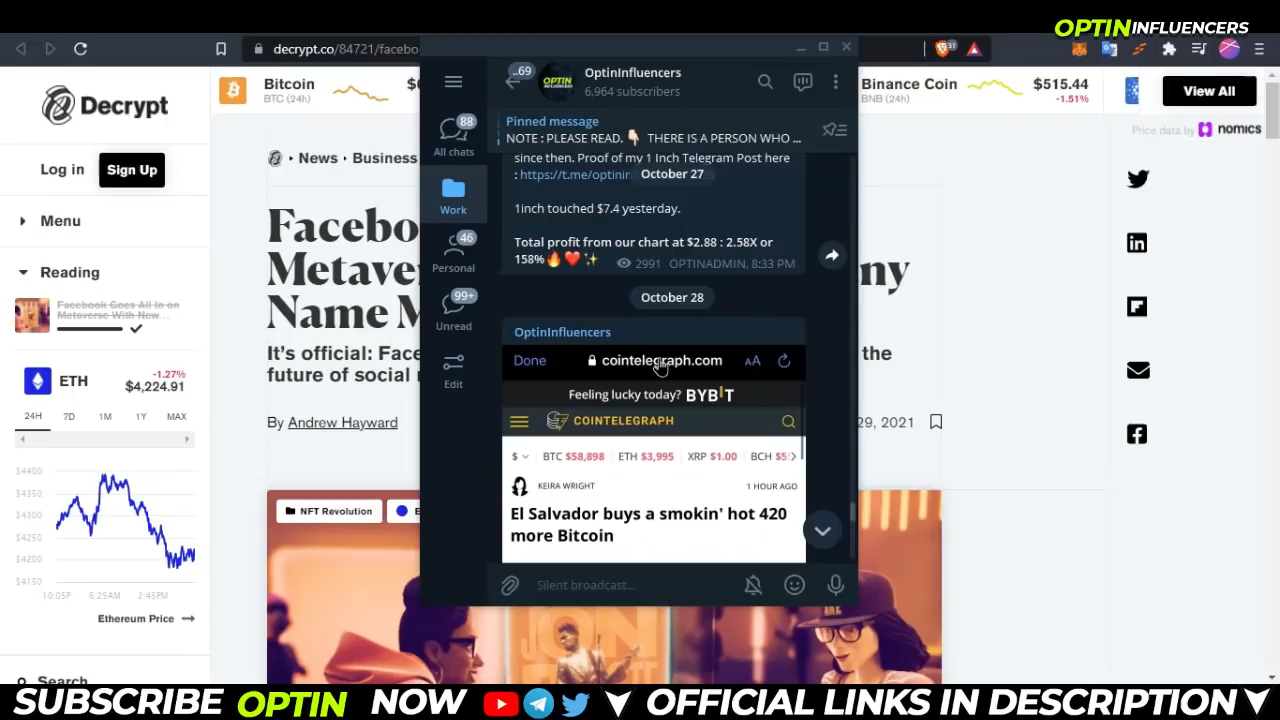 OPTIN INFLUENCERS
decrypt.co/84721/facebo
31
Decrypt
Log in
Sign Up
Menu
Reading
Facebook Goes All In on
Metaverse With New...
ETH
-1.27%
$4,224.91
24H 7D 1M 1Y MAX
$4400
$4350
$4300
$4250
$4200
$4150
10:05P 6:25AM 2:45PM
Ethereum Price
Search
Bitcoin
BTC (24h)
Binance Coin
BNB (24h)
$515.44
-1.51%
View All
Price data by nomics
News Business
Facebo
Metaver
Name M
ny
It's official: Face
the
future of social
By Andrew Hayward
29, 2021
NFT Revolution
..69
88
All chats
Work
46
Personal
99+
Unread
Edit
OPTIN
OptinInfluencers
6,964 subscribers
Pinned message
NOTE : PLEASE READ. 👇🏻 THERE IS A PERSON WHO ...
since then. Proof of my 1 Inch Telegram Post here
: https://t.me/optinin
October 27
1inch touched $7.4 yesterday.
Total profit from our chart at $2.88 : 2.58X or
158%🔥❤️✨
2991 OPTINADMIN, 8:33 PM
October 28
OptinInfluencers
Done
cointelegraph.com
AA
Feeling lucky today? BYBIT
COINTELEGRAPH
$ BTC $58,898 ETH $3,995 XRP $1.00 BCH $5
KEIRA WRIGHT
1 HOUR AGO
El Salvador buys a smokin' hot 420
more Bitcoin
Silent broadcast...
SUBSCRIBE OPTIN NOW
OFFICIAL LINKS IN DESCRIPTION